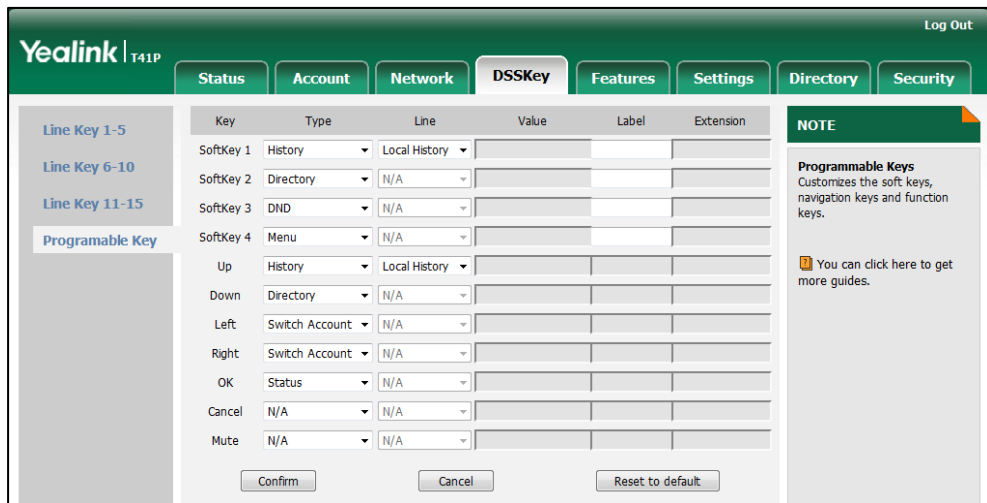 Log Out
Yealink | T41P
Status Account Network DSSKey Features Settings Directory Security
Line Key 1-5
Line Key 6-10
Line Key 11-15
Programable Key
Key Type Line Value Label Extension
SoftKey 1 History Local History
SoftKey 2 Directory N/A
SoftKey 3 DND N/A
SoftKey 4 Menu N/A
Up History Local History
Down Directory N/A
Left Switch Account N/A
Right Switch Account N/A
OK Status N/A
Cancel N/A N/A
Mute N/A N/A
Confirm Cancel Reset to default
NOTE
Programmable Keys
Customizes the soft keys,
navigation keys and function
keys.
? You can click here to get
more guides.